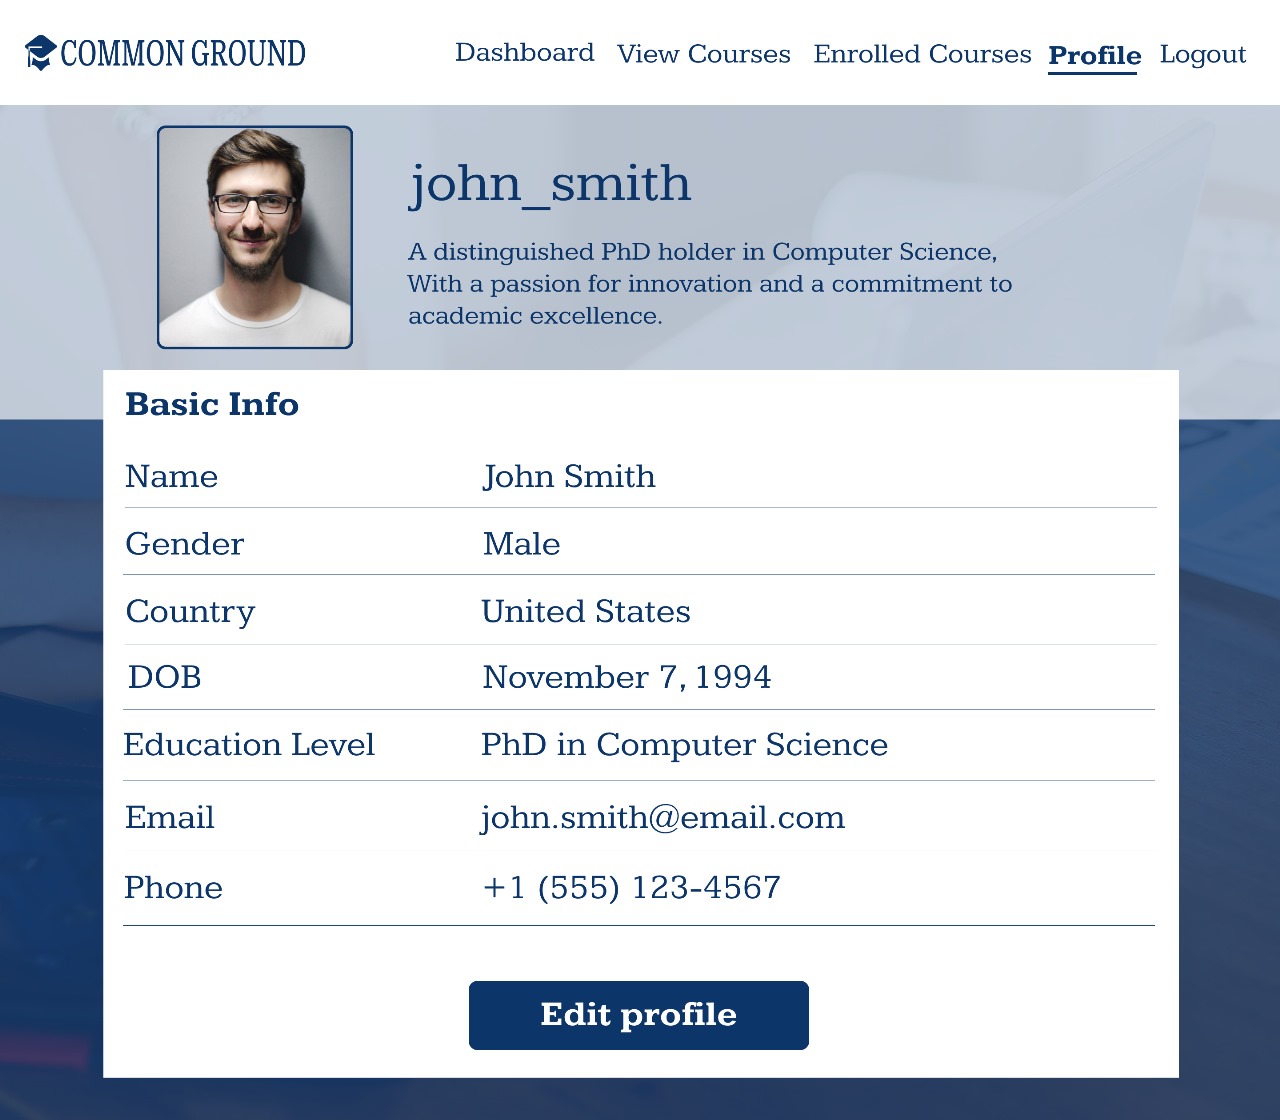 COMMON GROUND
Dashboard View Courses Enrolled Courses Profile Logout
john_smith
A distinguished PhD holder in Computer Science,
With a passion for innovation and a commitment to
academic excellence.
Basic Info
Name John Smith
Gender Male
Country United States
DOB November 7, 1994
Education Level PhD in Computer Science
Email john.smith@email.com
Phone +1 (555) 123-4567
Edit profile